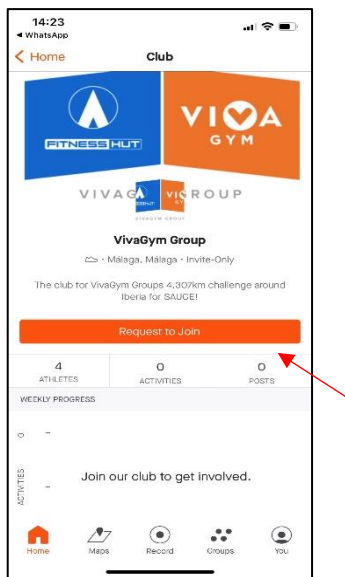 14:23
◄ WhatsApp
Home
Club
FITNESS HUT
VIVA
GYM
VIVAG ROUP
VivaGym Group
· Málaga, Málaga · Invite-Only
The club for VivaGym Groups 4,307km challenge around
Iberia for SAUCE!
Request to Join
4 0 0
ATHLETES ACTIVITIES POSTS
WEEKLY PROGRESS
0
ACTIVITIES
Join our club to get involved.
Home Maps Record Groups You